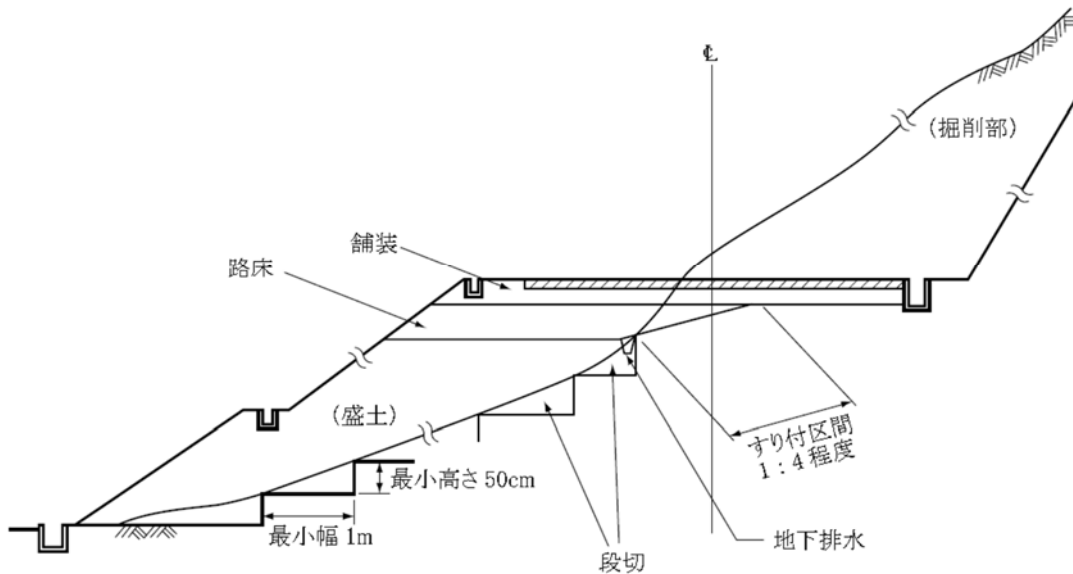 ℄
(掘削部)
舗装
路床
(盛土)
すり付区間
1：4 程度
最小高さ 50cm
最小幅 1m
段切
地下排水